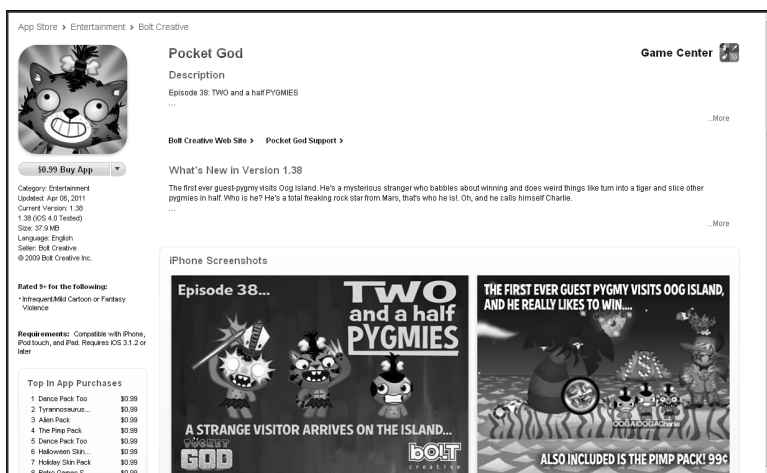 App Store > Entertainment > Bolt Creative
Pocket God
Game Center
Description
Episode 38: TWO and a half PYGMIES
...
...More
Bolt Creative Web Site >
Pocket God Support >
$0.99 Buy App
What's New in Version 1.38
The first ever guest-pygmy visits Oog Island. He's a mysterious stranger who babbles about winning and does weird things like turn into a tiger and slice other
pygmies in half. Who is he? He's a total freaking rock star from Mars, that's who he is!. Oh, and he calls himself Charlie.
...
...More
Category: Entertainment
Updated: Apr 06, 2011
Current Version: 1.38
1.38 (iOS 4.0 Tested)
Size: 37.9 MB
Language: English
Seller: Bolt Creative
© 2009 Bolt Creative Inc.
Rated 9+ for the following:
• Infrequent/Mild Cartoon or Fantasy
Violence
Requirements: Compatible with iPhone,
iPod touch, and iPad. Requires iOS 3.1.2 or
later
Top In App Purchases
1 Dance Pack Too $0.99
2 Tyrannosaurus... $0.99
3 Alien Pack $0.99
4 The Pimp Pack $0.99
5 Dance Pack Too $0.99
6 Halloween Skin... $0.99
7 Holiday Skin Pack $0.99
8 Retro Games S... $0.99
iPhone Screenshots
Episode 38...
TWO
and a half
PYGMIES
A STRANGE VISITOR ARRIVES ON THE ISLAND...
POCKET
GOD
bolt
creative
THE FIRST EVER GUEST PYGMY VISITS OOG ISLAND,
AND HE REALLY LIKES TO WIN....
OOGA OOGA Charlie
ALSO INCLUDED IS THE PIMP PACK! 99¢